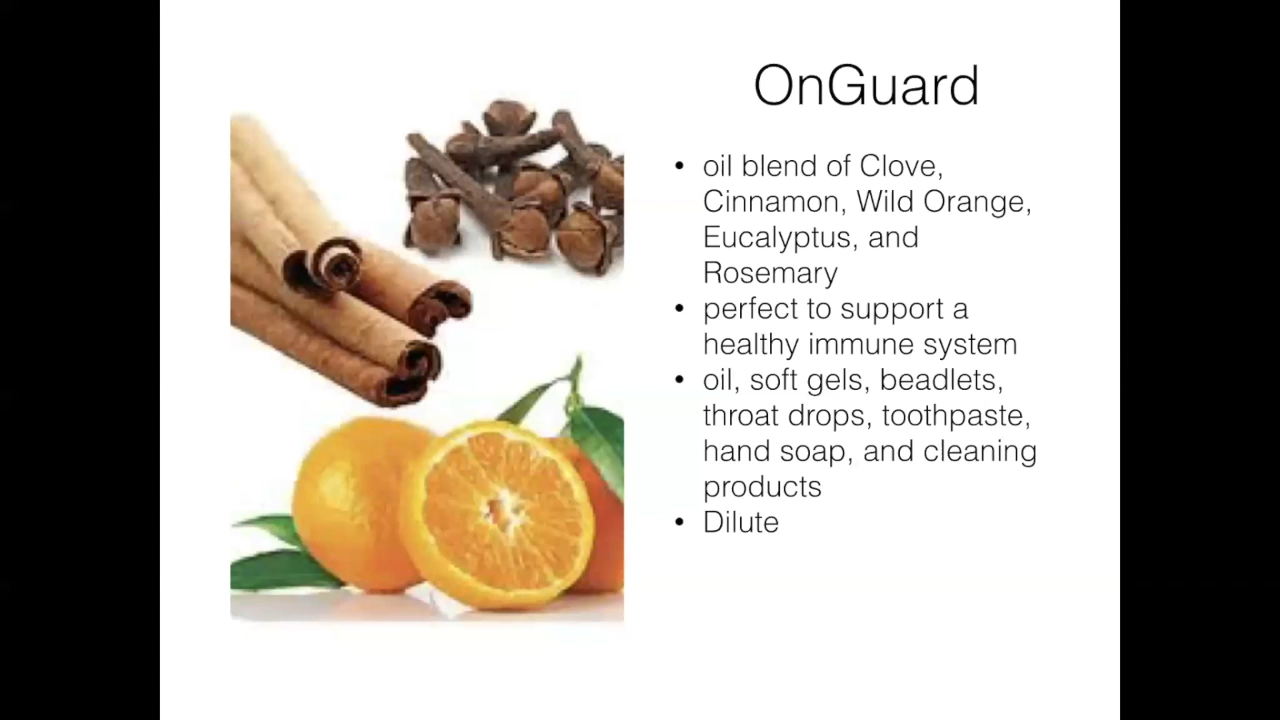 OnGuard
• oil blend of Clove,
Cinnamon, Wild Orange,
Eucalyptus, and
Rosemary
• perfect to support a
healthy immune system
• oil, soft gels, beadlets,
throat drops, toothpaste,
hand soap, and cleaning
products
• Dilute